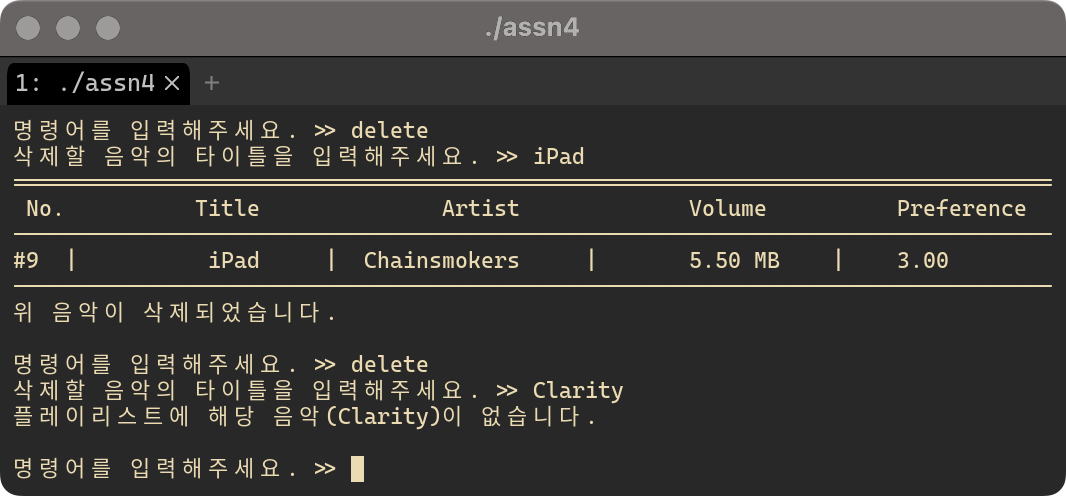 ./assn4
1: ./assn4 × +
명령어를 입력해주세요. >> delete
삭제할 음악의 타이틀을 입력해주세요. >> iPad
No. Title Artist Volume Preference
#9 | iPad | Chainsmokers | 5.50 MB | 3.00
위 음악이 삭제되었습니다.
명령어를 입력해주세요. >> delete
삭제할 음악의 타이틀을 입력해주세요. >> Clarity
플레이리스트에 해당 음악(Clarity)이 없습니다.
명령어를 입력해주세요. >>